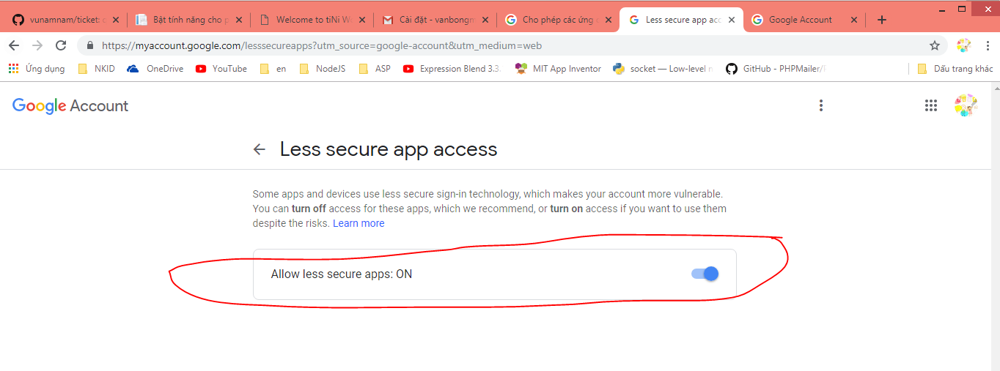 vunamnam/ticket: c
Bật tính năng cho p
Welcome to tiNi W
Cài đặt - vanbongm
Cho phép các ứng
Less secure app acc
Google Account
https://myaccount.google.com/lesssecureapps?utm_source=google-account&utm_medium=web
Ứng dụng
NKID
OneDrive
YouTube
en
NodeJS
ASP
Expression Blend 3.3.
MIT App Inventor
socket — Low-level n
GitHub - PHPMailer/
Dấu trang khác
Google Account
Less secure app access
Some apps and devices use less secure sign-in technology, which makes your account more vulnerable.
You can turn off access for these apps, which we recommend, or turn on access if you want to use them
despite the risks. Learn more
Allow less secure apps: ON